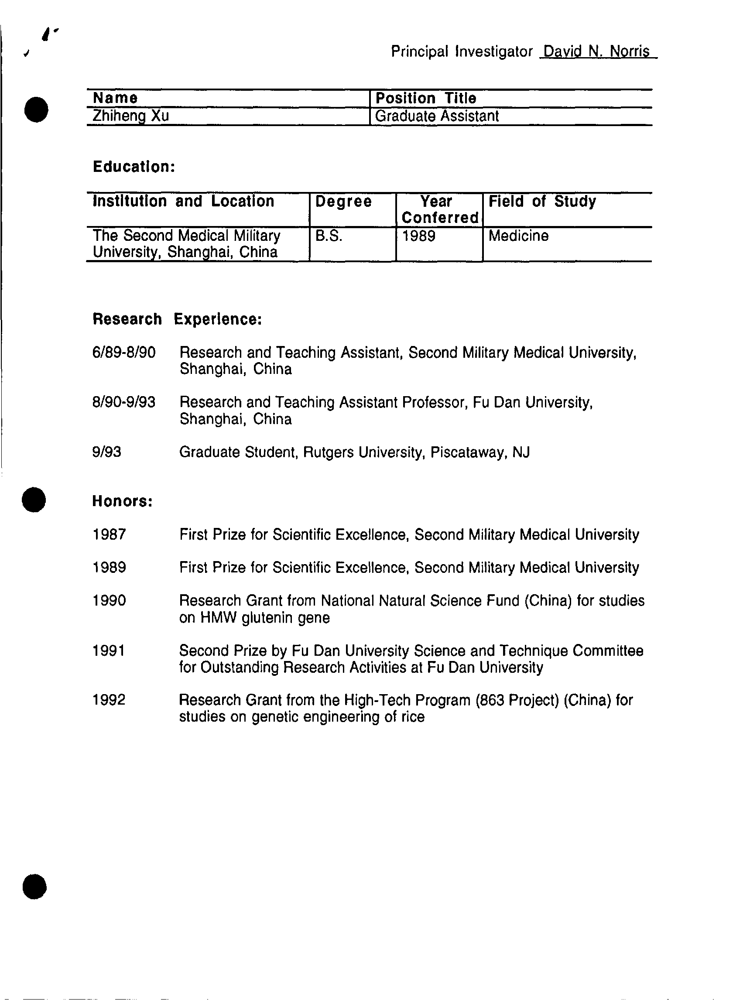 Principal Investigator David N. Norris
Name Position Title
Zhiheng Xu Graduate Assistant
Education:
Institution and Location Degree Year Conferred Field of Study
The Second Medical Military University, Shanghai, China B.S. 1989 Medicine
Research Experience:
6/89-8/90 Research and Teaching Assistant, Second Military Medical University,
Shanghai, China
8/90-9/93 Research and Teaching Assistant Professor, Fu Dan University,
Shanghai, China
9/93 Graduate Student, Rutgers University, Piscataway, NJ
Honors:
1987 First Prize for Scientific Excellence, Second Military Medical University
1989 First Prize for Scientific Excellence, Second Military Medical University
1990 Research Grant from National Natural Science Fund (China) for studies
on HMW glutenin gene
1991 Second Prize by Fu Dan University Science and Technique Committee
for Outstanding Research Activities at Fu Dan University
1992 Research Grant from the High-Tech Program (863 Project) (China) for
studies on genetic engineering of rice